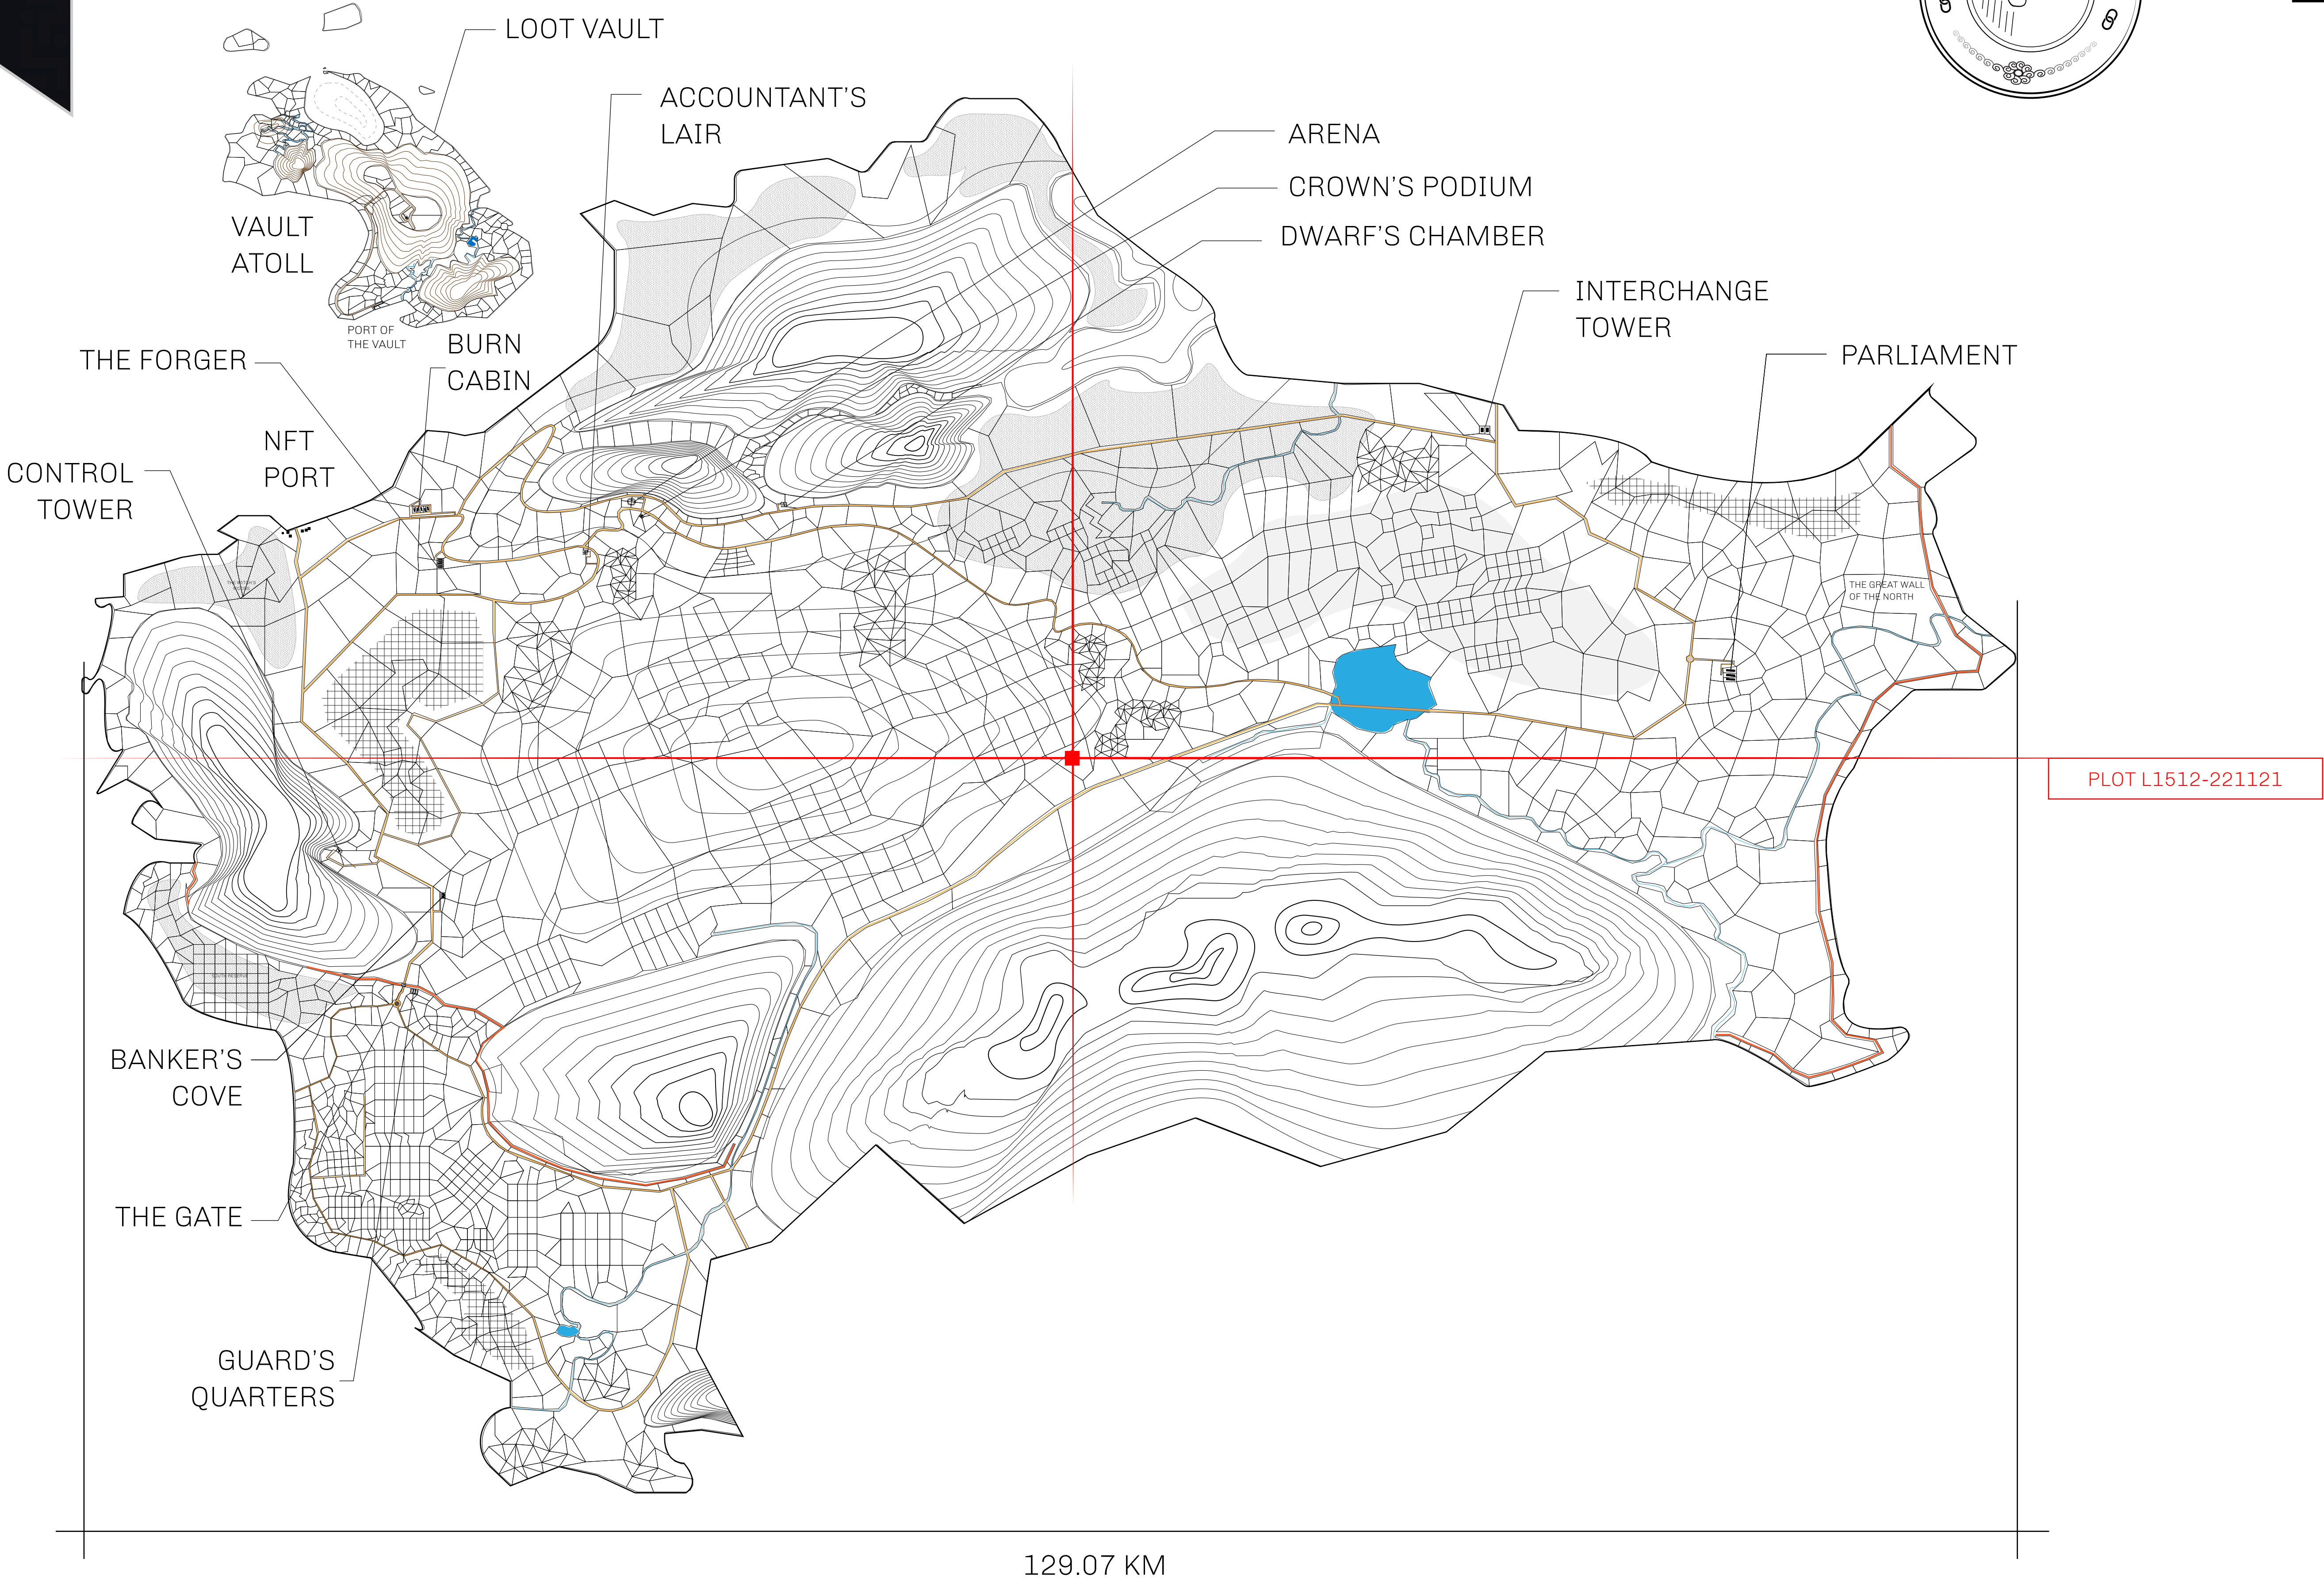 LOOT VAULT
ACCOUNTANT'S
LAIR
ARENA
CROWN'S PODIUM
DWARF'S CHAMBER
VAULT
ATOLL
INTERCHANGE
TOWER
PORT OF
THE VAULT
BURN
CABIN
THE FORGER
PARLIAMENT
NFT
PORT
CONTROL
TOWER
THE GREAT WALL
OF THE NORTH
PLOT L1512-221121
BANKER'S
COVE
THE GATE
GUARD'S
QUARTERS
129.07 KM